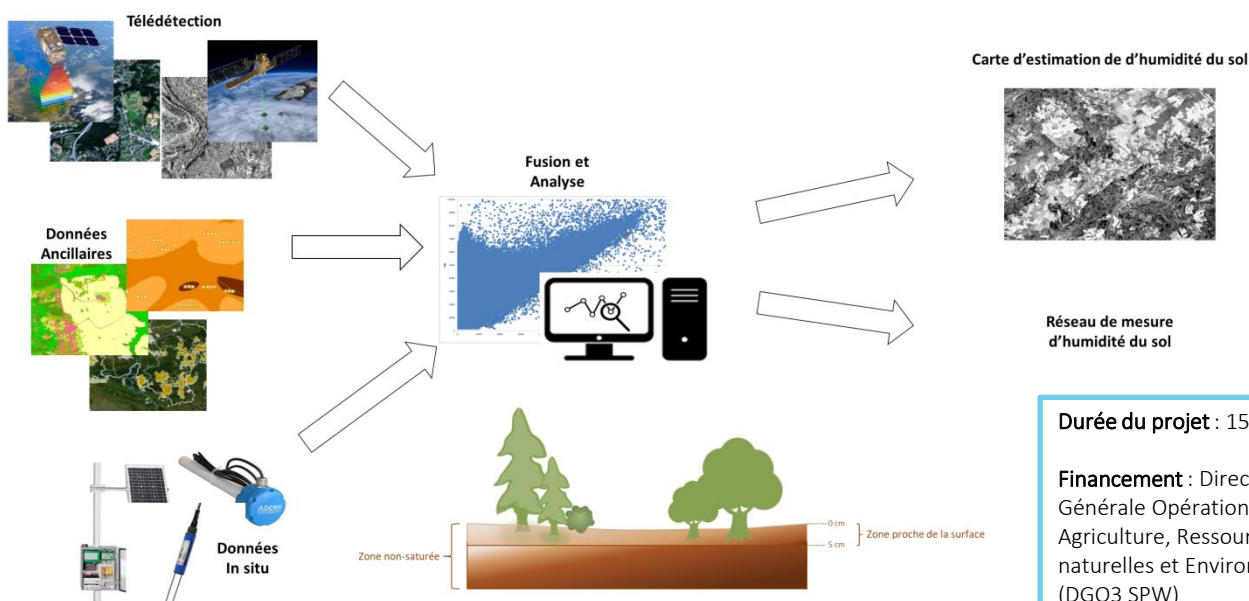 Télédétection
Carte d'estimation de d'humidité du sol
Fusion et
Analyse
Données
Ancillaires
Réseau de mesure
d'humidité du sol
Données
In situ
Zone non-saturée
0 cm
5 cm
Zone proche de la surface
Durée du projet : 15
Financement : Direc
Générale Opération
Agriculture, Ressour
naturelles et Enviror
(DGO3 SPW)